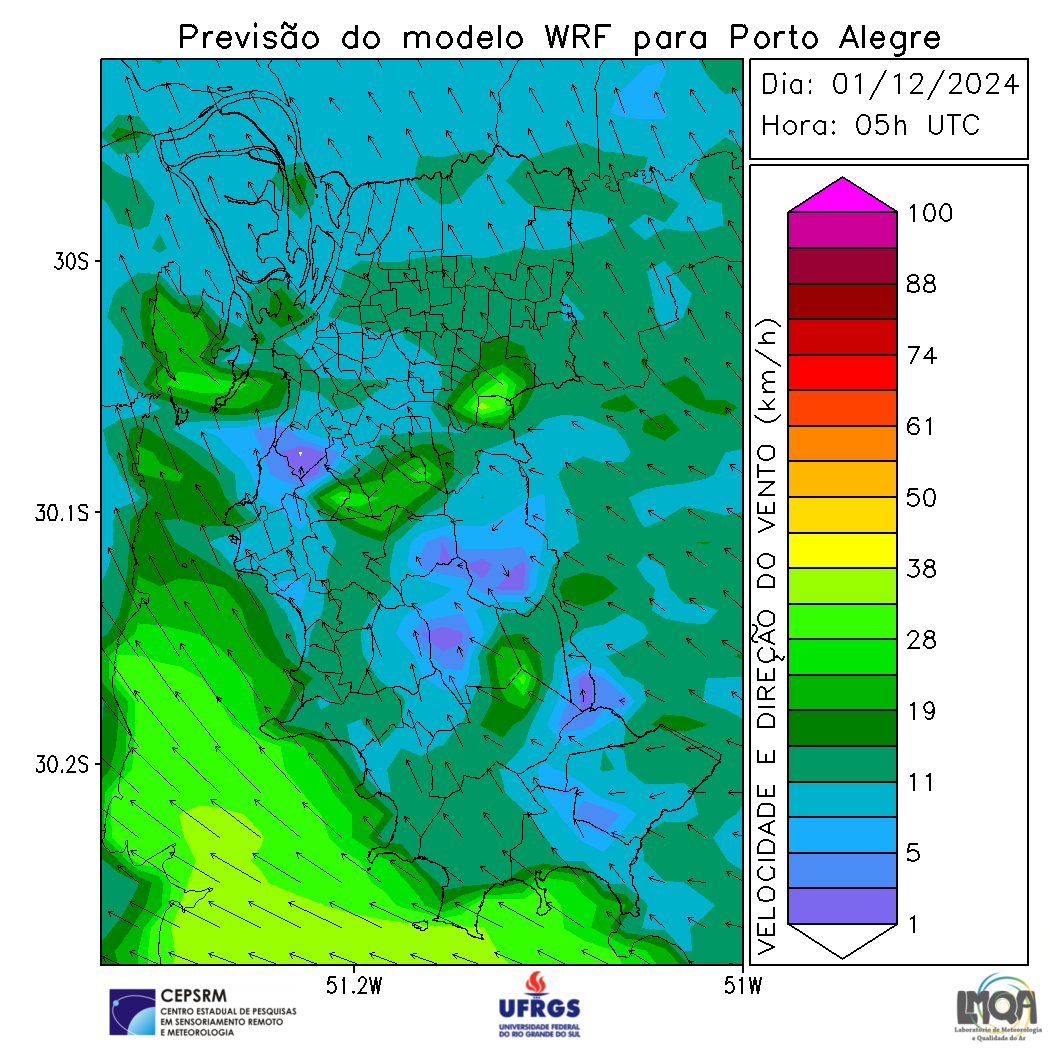 Previsão do modelo WRF para Porto Alegre
Dia: 01/12/2024
Hora: 05h UTC
30S
30.1S
30.2S
51.2W
51W
VELOCIDADE E DIREÇÃO DO VENTO (km/h)
100
88
74
61
50
38
28
19
11
5
1
CEPSRM
CENTRO ESTADUAL DE PESQUISAS
EM SENSORIAMENTO REMOTO
E METEOROLOGIA
UFRGS
UNIVERSIDADE FEDERAL
DO RIO GRANDE DO SUL
LMQA
Laboratório de Meteorologia
e Qualidade do Ar